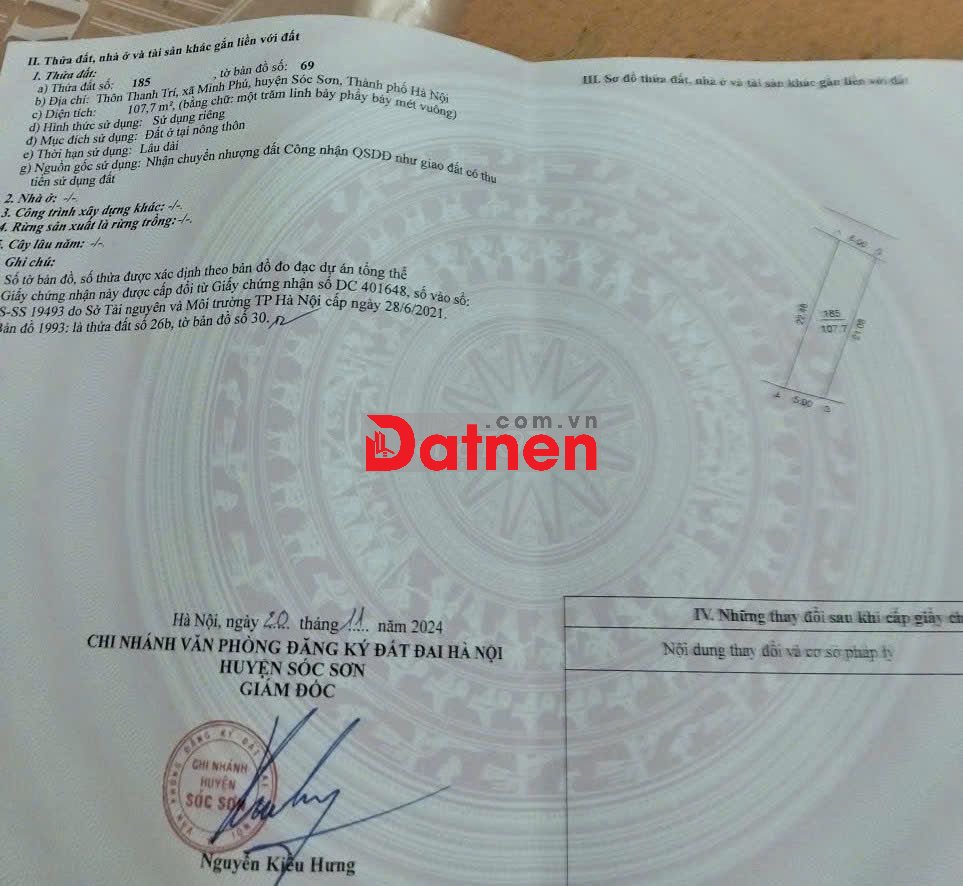 II. Thửa đất, nhà ở và tài sản khác gắn liền với đất
1. Thửa đất:
a) Thửa đất số: 185 , tờ bản đồ số: 69
b) Địa chỉ: Thôn Thanh Trí, xã Minh Phú, huyện Sóc Sơn, Thành phố Hà Nội
c) Diện tích: 107,7 m², (bằng chữ: một trăm linh bảy phẩy bảy mét vuông)
d) Hình thức sử dụng: Sử dụng riêng
đ) Mục đích sử dụng: Đất ở tại nông thôn
e) Thời hạn sử dụng: Lâu dài
g) Nguồn gốc sử dụng: Nhận chuyển nhượng đất Công nhận QSDĐ như giao đất có thu
tiền sử dụng đất
2. Nhà ở: -/-
3. Công trình xây dựng khác: -/-
4. Rừng sản xuất là rừng trồng:-/-
. Cây lâu năm: -/-
Ghi chú:
Số tờ bản đồ, số thửa được xác định theo bản đồ đo đạc dự án tổng thể
Giấy chứng nhận này được cấp đổi từ Giấy chứng nhận số DC 401648, số vào sổ:
S-SS 19493 do Sở Tài nguyên và Môi trường TP Hà Nội cấp ngày 28/6/2021.
Bản đồ 1993: là thửa đất số 26b, tờ bản đồ số 30.
III. Sơ đồ thửa đất, nhà ở và tài sản khác gắn liền với đất
5.00
185
107.7
21.08
5.00
Datnen
.com.vn
Hà Nội, ngày 20 tháng 11 năm 2024
CHI NHÁNH VĂN PHÒNG ĐĂNG KÝ ĐẤT ĐAI HÀ NỘI
HUYỆN SÓC SƠN
GIÁM ĐỐC
VĂN PHÒNG ĐĂNG KÝ ĐẤT ĐAI HÀ NỘI
CHI NHÁNH
HUYỆN
SÓC SƠN
Nguyễn Kiều Hưng
IV. Những thay đổi sau khi cấp giấy ch
Nội dung thay đổi và cơ sở pháp lý